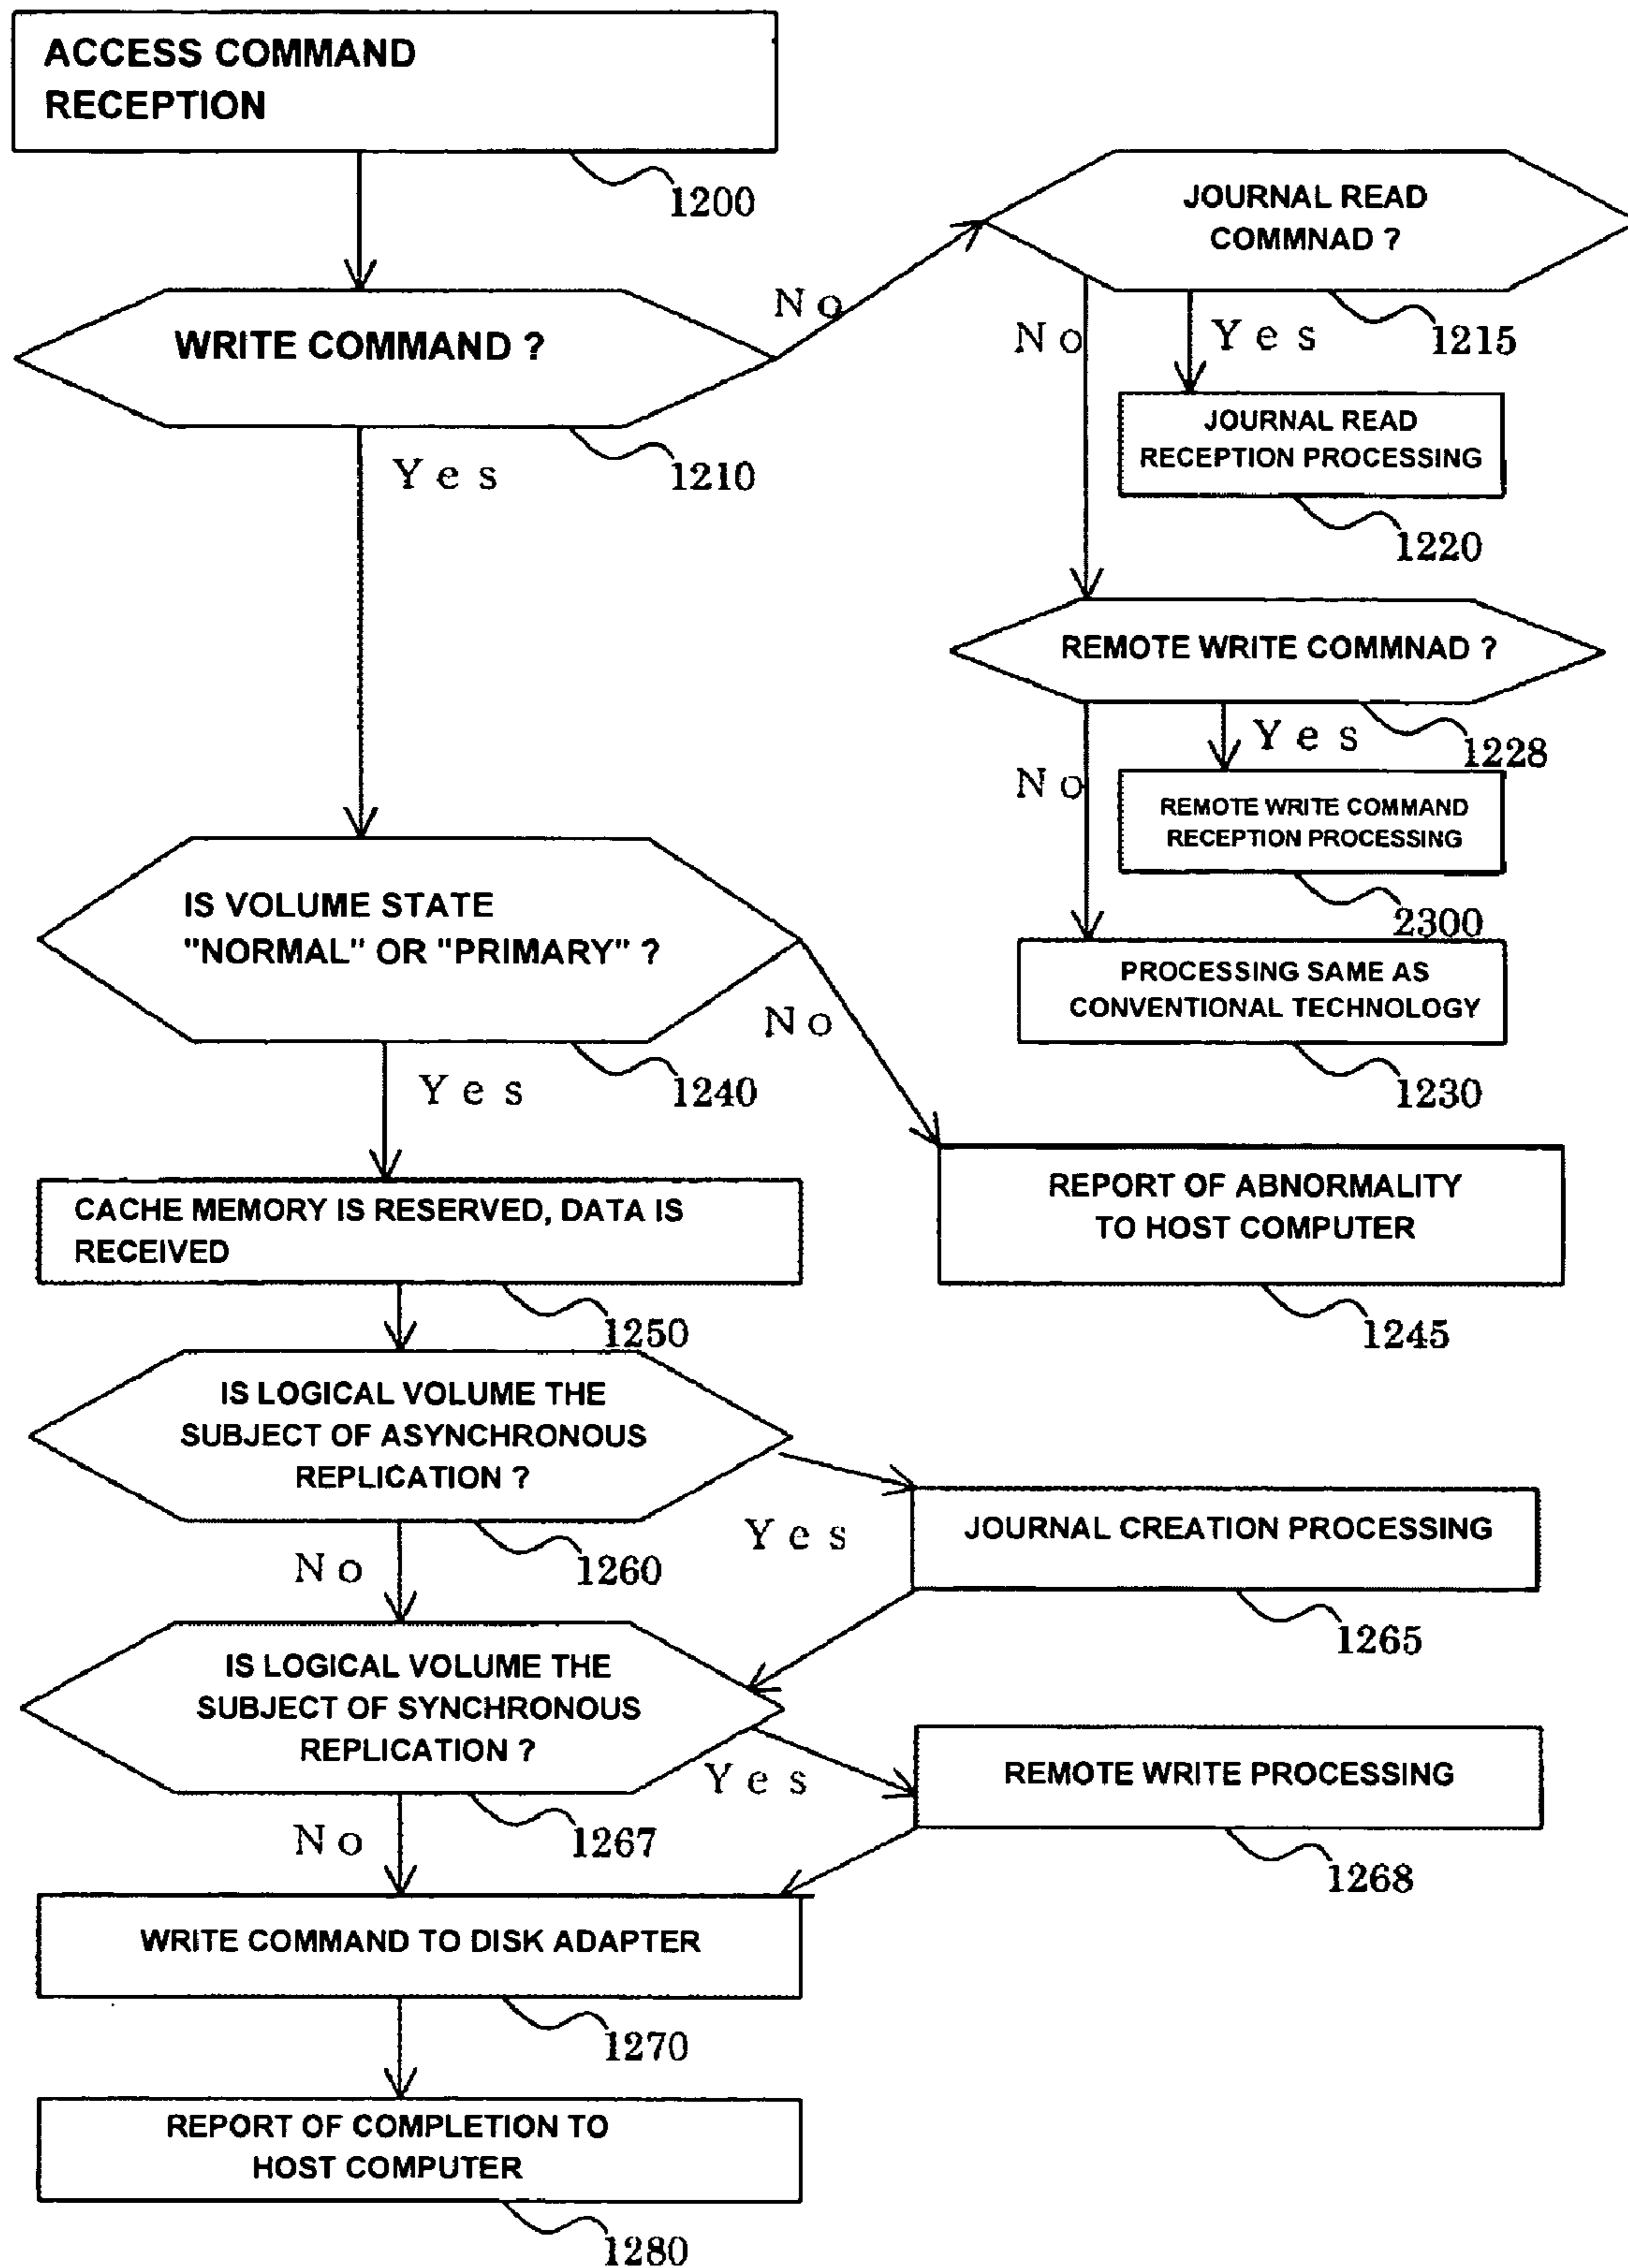 ACCESS COMMAND
RECEPTION
1200
WRITE COMMAND ?
No
1210
Yes
JOURNAL READ
COMMNAD ?
1215
No
Yes
JOURNAL READ
RECEPTION PROCESSING
1220
REMOTE WRITE COMMNAD ?
1228
Yes
No
REMOTE WRITE COMMAND
RECEPTION PROCESSING
2300
PROCESSING SAME AS
CONVENTIONAL TECHNOLOGY
1230
IS VOLUME STATE
"NORMAL" OR "PRIMARY" ?
No
1240
Yes
REPORT OF ABNORMALITY
TO HOST COMPUTER
1245
CACHE MEMORY IS RESERVED, DATA IS
RECEIVED
1250
IS LOGICAL VOLUME THE
SUBJECT OF ASYNCHRONOUS
REPLICATION ?
Yes
1260
No
JOURNAL CREATION PROCESSING
1265
IS LOGICAL VOLUME THE
SUBJECT OF SYNCHRONOUS
REPLICATION ?
Yes
1267
No
REMOTE WRITE PROCESSING
1268
WRITE COMMAND TO DISK ADAPTER
1270
REPORT OF COMPLETION TO
HOST COMPUTER
1280